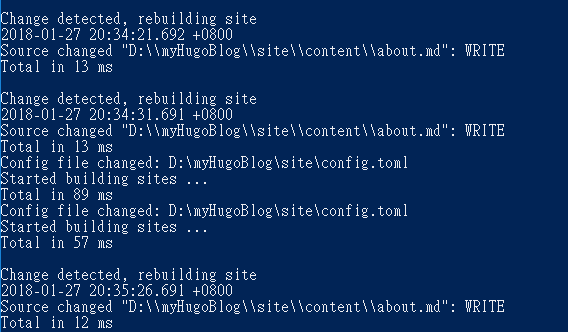 Change detected, rebuilding site
2018-01-27 20:34:21.692 +0800
Source changed "D:\\myHugoBlog\\site\\content\\about.md": WRITE
Total in 13 ms
Change detected, rebuilding site
2018-01-27 20:34:31.691 +0800
Source changed "D:\\myHugoBlog\\site\\content\\about.md": WRITE
Total in 13 ms
Config file changed: D:\myHugoBlog\site\config.toml
Started building sites ...
Total in 89 ms
Config file changed: D:\myHugoBlog\site\config.toml
Started building sites ...
Total in 57 ms
Change detected, rebuilding site
2018-01-27 20:35:26.691 +0800
Source changed "D:\\myHugoBlog\\site\\content\\about.md": WRITE
Total in 12 ms